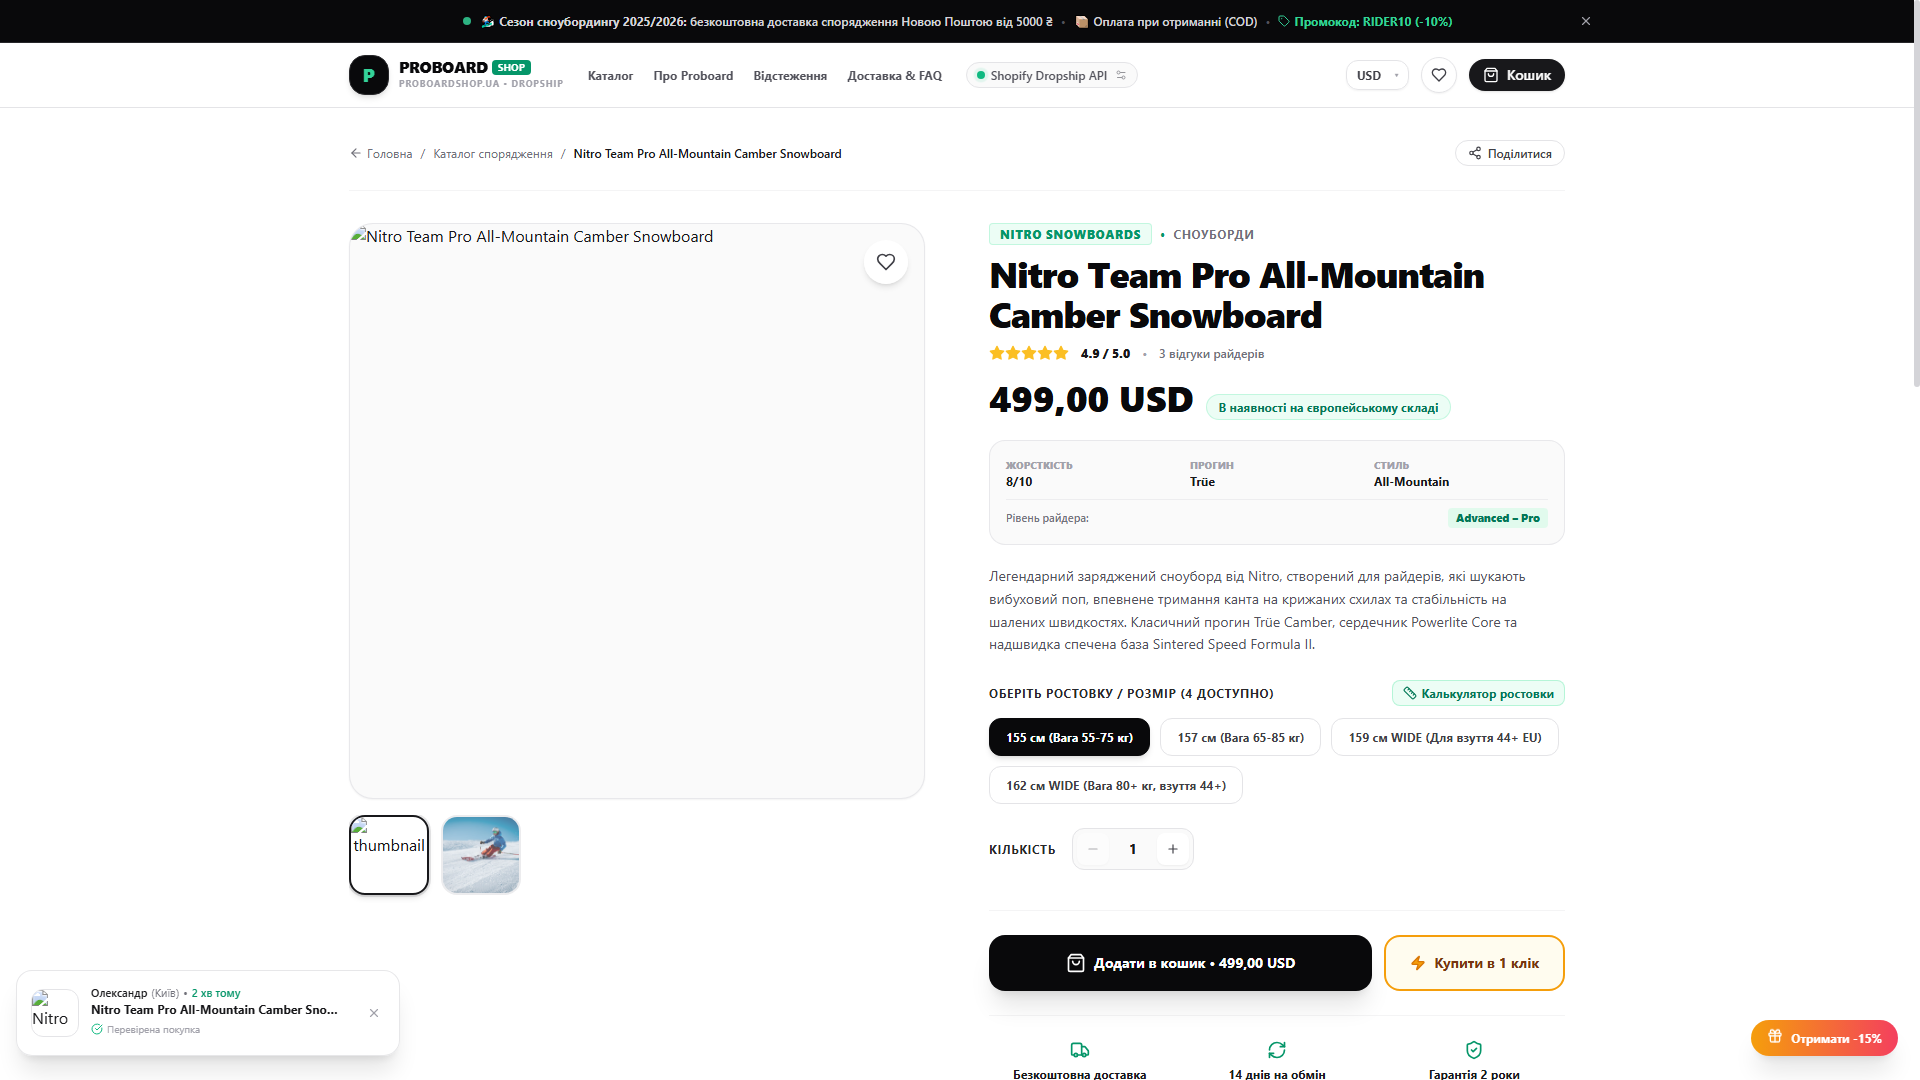 Сезон сноубордингу 2025/2026: безкоштовна доставка спорядження Новою Поштою від 5000 ₴ • Оплата при отриманні (COD) • Промокод: RIDER10 (-10%)
P
PROBOARD SHOP
PROBOARDSHOP.UA • DROPSHIP
Каталог
Про Proboard
Відстеження
Доставка & FAQ
Shopify Dropship API
USD
Кошик
Головна / Каталог спорядження / Nitro Team Pro All-Mountain Camber Snowboard
Поділитися
Nitro Team Pro All-Mountain Camber Snowboard
thumbnail
NITRO SNOWBOARDS • СНОУБОРДИ
Nitro Team Pro All-Mountain
Camber Snowboard
4.9 / 5.0 • 3 відгуки райдерів
499,00 USD
В наявності на європейському складі
ЖОРСТКІСТЬ
8/10
ПРОГИН
Trüe
СТИЛЬ
All-Mountain
Рівень райдера:
Advanced – Pro
Легендарний заряджений сноуборд від Nitro, створений для райдерів, які шукають
вибуховий поп, впевнене тримання канта на крижаних схилах та стабільність на
шалених швидкостях. Класичний прогин Trüe Camber, сердечник Powerlite Core та
надшвидка спечена база Sintered Speed Formula II.
ОБЕРІТЬ РОСТОВКУ / РОЗМІР (4 ДОСТУПНО)
Калькулятор ростовки
155 см (Вага 55-75 кг)
157 см (Вага 65-85 кг)
159 см WIDE (Для взуття 44+ EU)
162 см WIDE (Вага 80+ кг, взуття 44+)
КІЛЬКІСТЬ
1
Додати в кошик • 499,00 USD
Купити в 1 клік
Безкоштовна доставка
14 днів на обмін
Гарантія 2 роки
Nitro
Олександр (Київ) • 2 хв тому
Nitro Team Pro All-Mountain Camber Sno...
Перевірена покупка
Отримати -15%